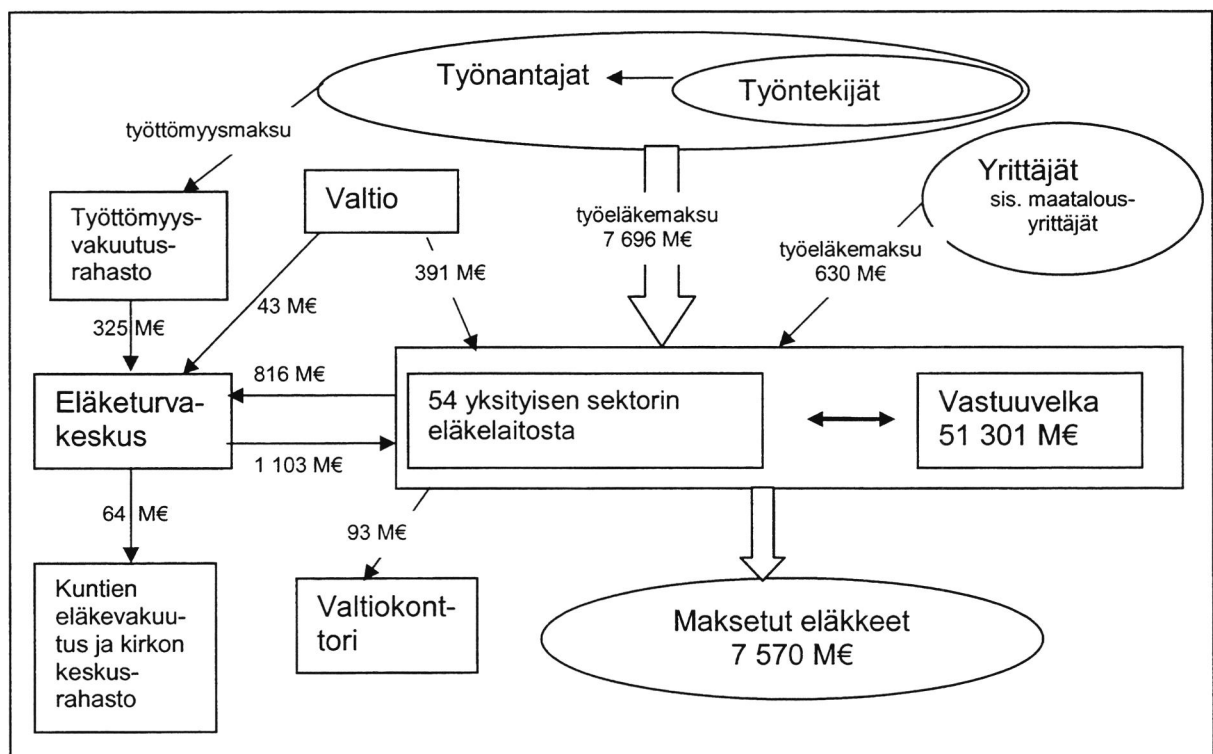 Työnantajat
Työntekijät
työttömyysmaksu
Yrittäjät
sis. maatalous-
yrittäjät
Valtio
Työttömyys-
vakuutus-
rahasto
työeläkemaksu
7 696 M€
työeläkemaksu
630 M€
391 M€
43 M€
325 M€
816 M€
Eläketurva-
keskus
54 yksityisen sektorin
eläkelaitosta
Vastuuvelka
51 301 M€
1 103 M€
64 M€
93 M€
Kuntien
eläkevakuu-
tus ja kirkon
keskus-
rahasto
Valtiokont-
tori
Maksetut eläkkeet
7 570 M€